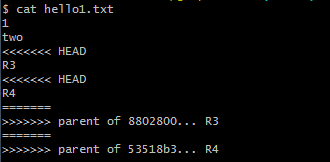 $ cat hello1.txt
1
two
<<<<<<< HEAD
R3
<<<<<<< HEAD
R4
=======
>>>>>>> parent of 8802800... R3
=======
>>>>>>> parent of 53518b3... R4